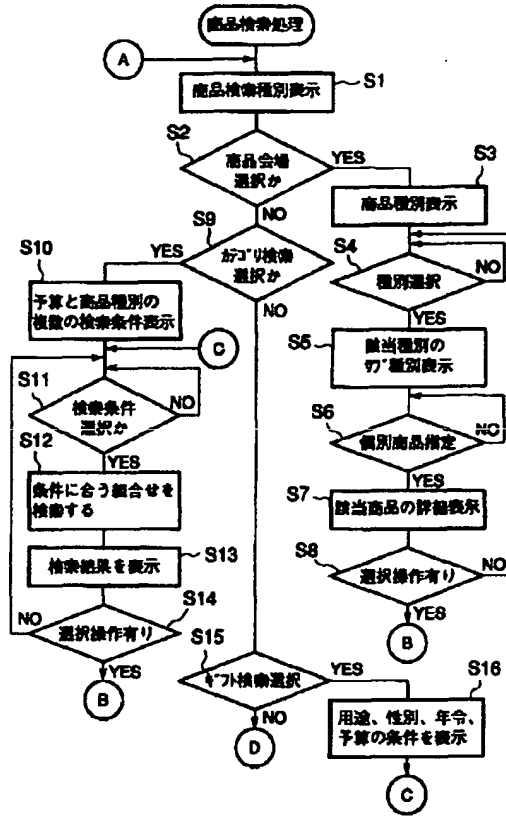 商品検索処理
A
商品検索種別表示
S1
S2
商品会場
選択か
YES
NO
S3
商品種別表示
S4
種別選択
NO
YES
S5
該当種別の
ｻﾌﾞ種別表示
S6
個別商品指定
NO
YES
S7
該当商品の詳細表示
S8
選択操作有り
NO
YES
B
S9
ｶﾃｺﾞﾘ検索
選択か
YES
NO
S10
予算と商品種別の
複数の検索条件表示
C
S11
検索条件
選択か
NO
YES
S12
条件に合う組合せを
検索する
S13
検索結果を表示
S14
選択操作有り
NO
YES
B
S15
ｷﾞﾌﾄ検索選択
YES
NO
D
S16
用途、性別、年令、
予算の条件を表示
C